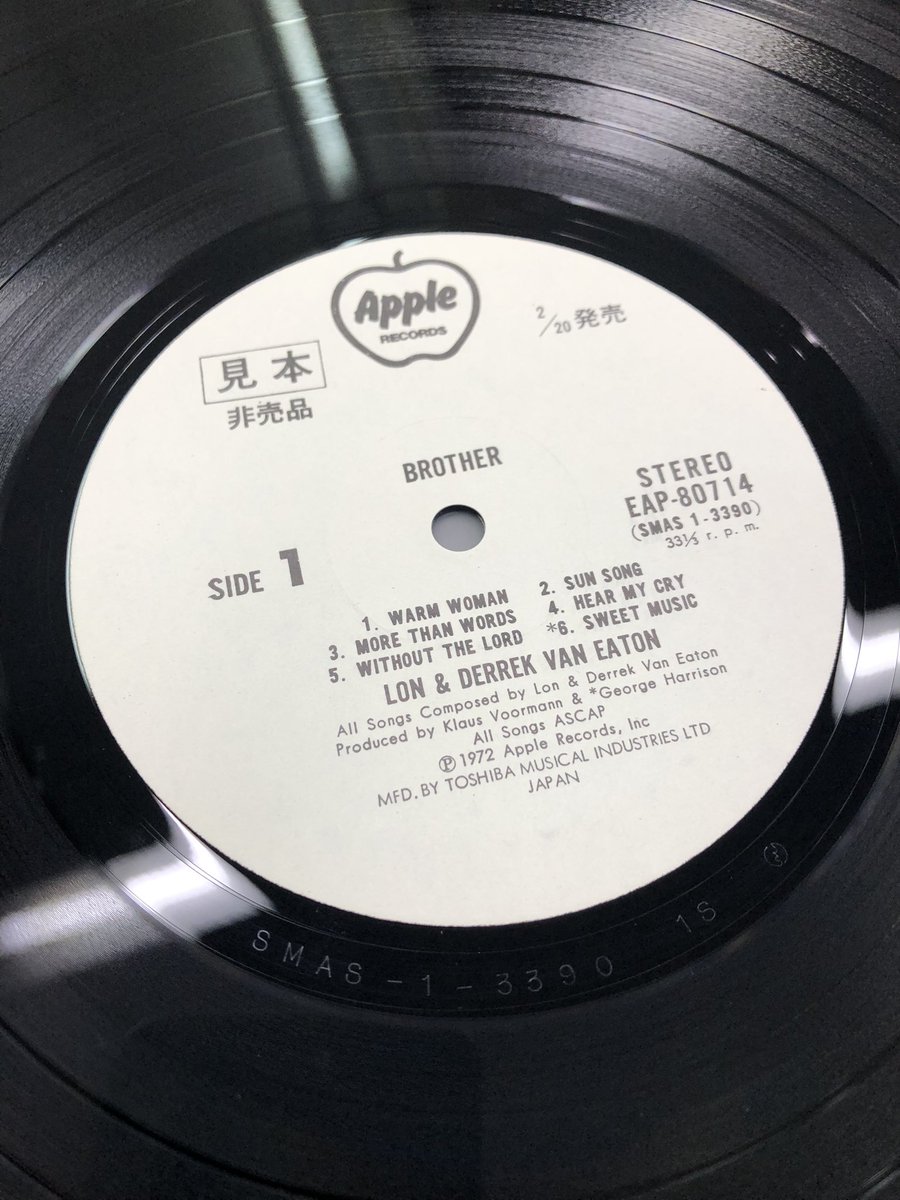 Apple
RECORDS
2/20 発売
見本
非売品
BROTHER
STEREO
EAP-80714
(SMAS 1-3390)
33⅓ r. p. m.
SIDE 1
1. WARM WOMAN 2. SUN SONG
3. MORE THAN WORDS 4. HEAR MY CRY
5. WITHOUT THE LORD *6. SWEET MUSIC
LON & DERREK VAN EATON
All Songs Composed by Lon & Derrek Van Eaton
Produced by Klaus Voormann & *George Harrison
All Songs ASCAP
Ⓟ1972 Apple Records, Inc
MFD. BY TOSHIBA MUSICAL INDUSTRIES LTD
JAPAN
SMAS-1-3390 1S